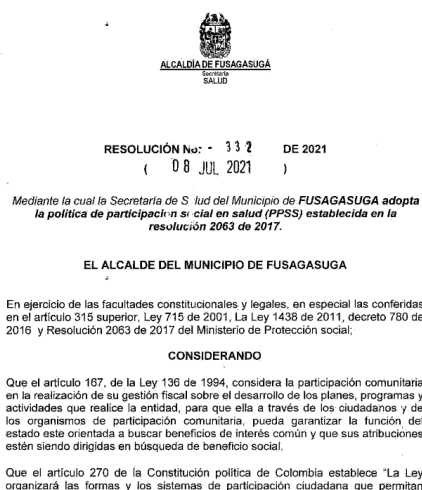 ALCALDÍA DE FUSAGASUGÁ
Secretaría
SALUD
RESOLUCIÓN No: - 332 DE 2021
( 08 JUL 2021 )
Mediante la cual la Secretaría de S lud del Municipio de FUSAGASUGA adopta
la política de participación social en salud (PPSS) establecida en la
resolución 2063 de 2017.
EL ALCALDE DEL MUNICIPIO DE FUSAGASUGA
En ejercicio de las facultades constitucionales y legales, en especial las conferidas
en el artículo 315 superior, Ley 715 de 2001, La Ley 1438 de 2011, decreto 780 de
2016 y Resolución 2063 de 2017 del Ministerio de Protección social;
CONSIDERANDO
Que el articulo 167, de la Ley 136 de 1994, considera la participación comunitaria
en la realización de su gestión fiscal sobre el desarrollo de los planes, programas y
actividades que realice la entidad, para que ella a través de los ciudadanos y de
los organismos de participación comunitaria, pueda garantizar la función del
estado este orientada a buscar beneficios de interés común y que sus atribuciones
estén siendo dirigidas en búsqueda de beneficio social.
Que el artículo 270 de la Constitución política de Colombia establece "La Ley
organizará las formas y los sistemas de participación ciudadana que permitan